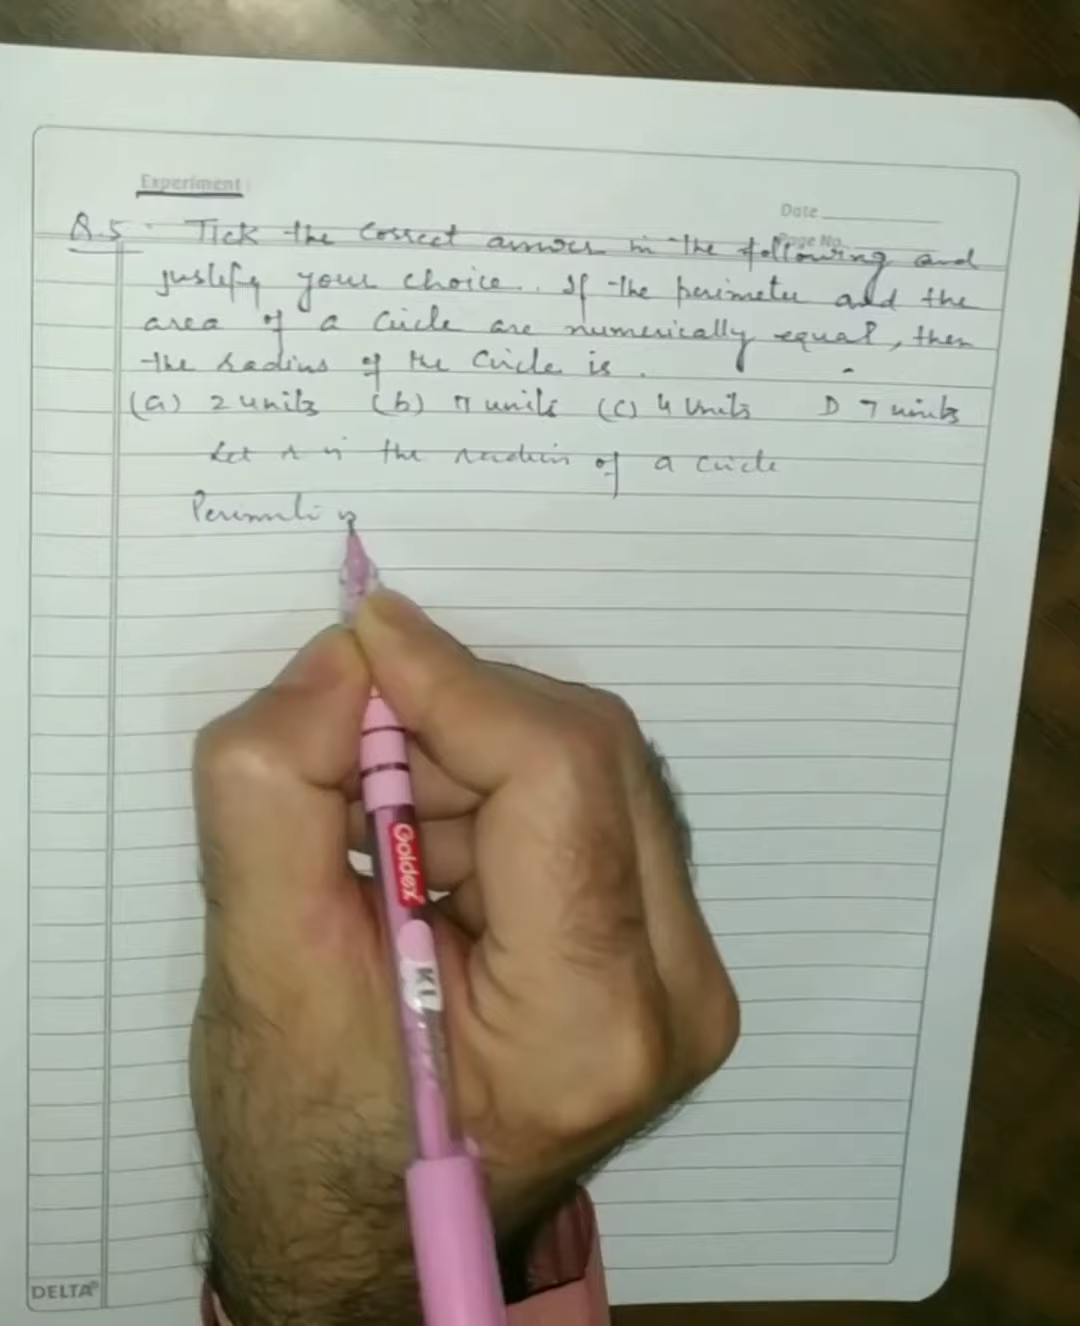 Experiment
Date
Page No.
Q.5. Tick the correct answer in the following and
justify your choice. If the perimeter and the
area of a circle are numerically equal, then
the radius of the circle is.
(a) 2 units (b) π units (c) 4 units D 7 units
Let r is the radius of a circle
Goldex
KL
DELTA